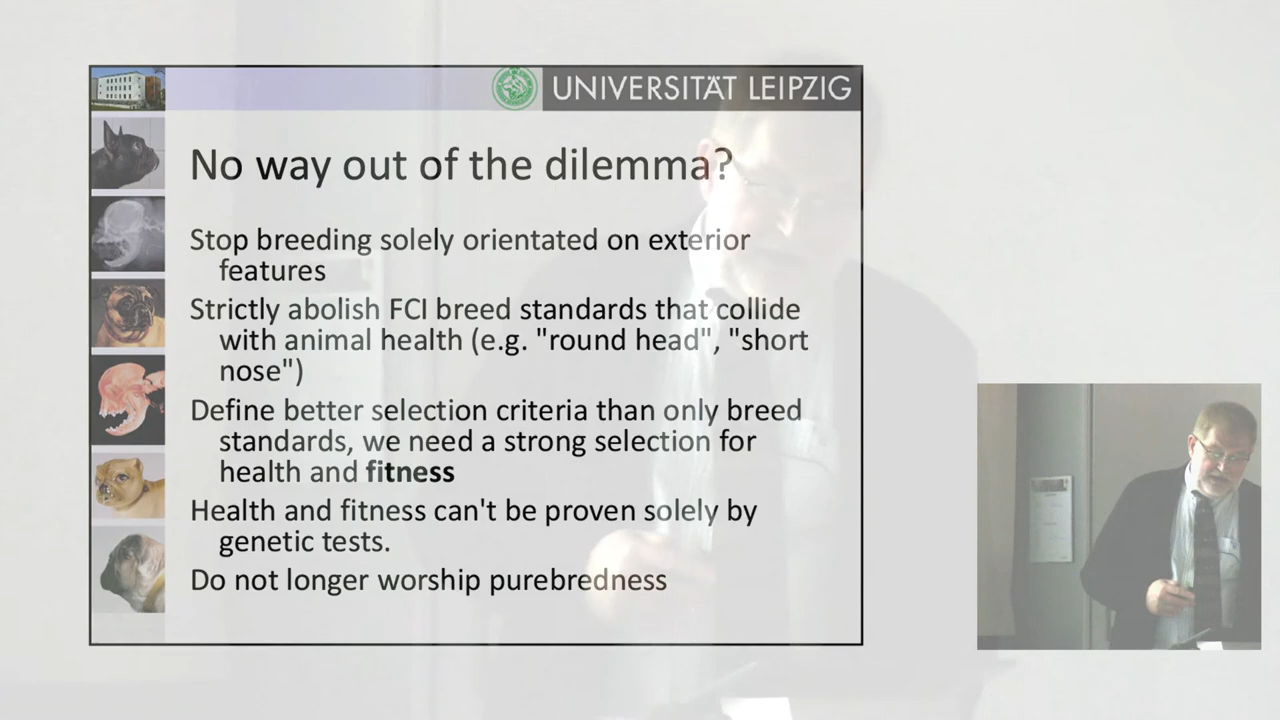 UNIVERSITÄT LEIPZIG
No way out of the dilemma?
Stop breeding solely orientated on exterior
features
Strictly abolish FCI breed standards that collide
with animal health (e.g. "round head", "short
nose")
Define better selection criteria than only breed
standards, we need a strong selection for
health and fitness
Health and fitness can't be proven solely by
genetic tests.
Do not longer worship purebredness